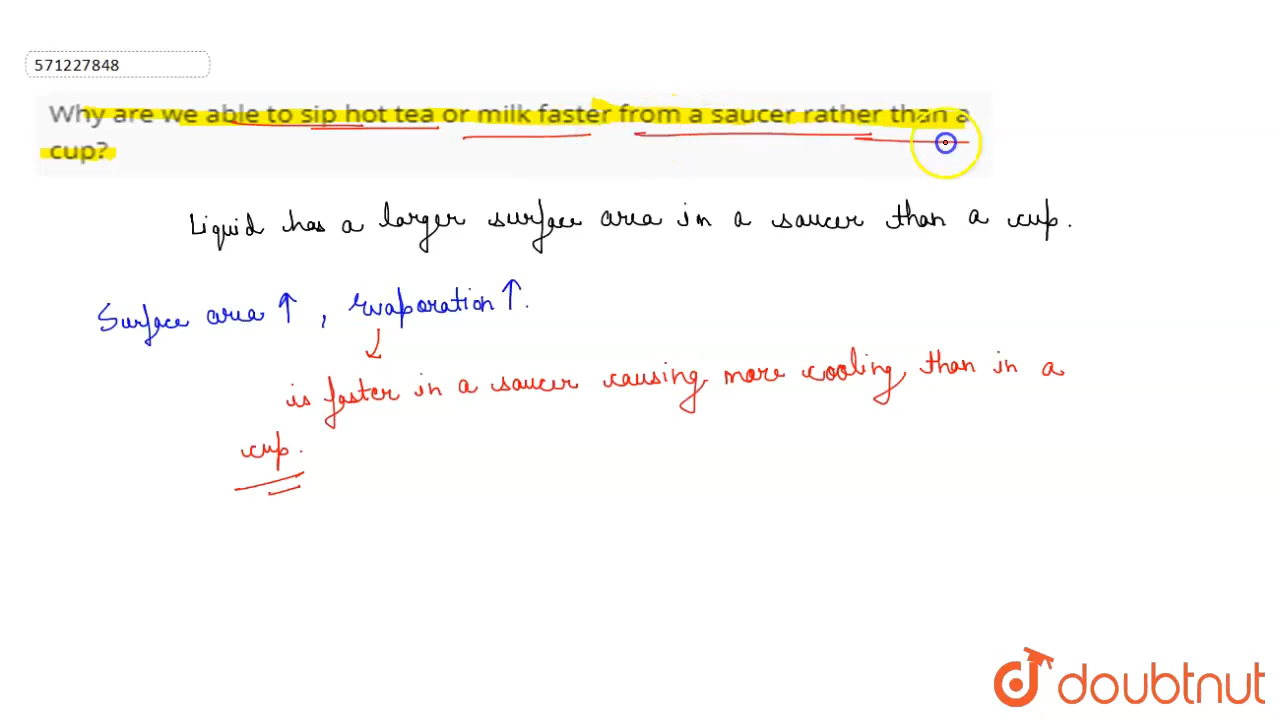 571227848
Why are we able to sip hot tea or milk faster from a saucer rather than a
cup?
Liquid has a larger surface area in a saucer than a cup.
Surface area ↑, Evaporation ↑.
↓
is faster in a saucer causing more cooling than in a
cup.
doubtnut